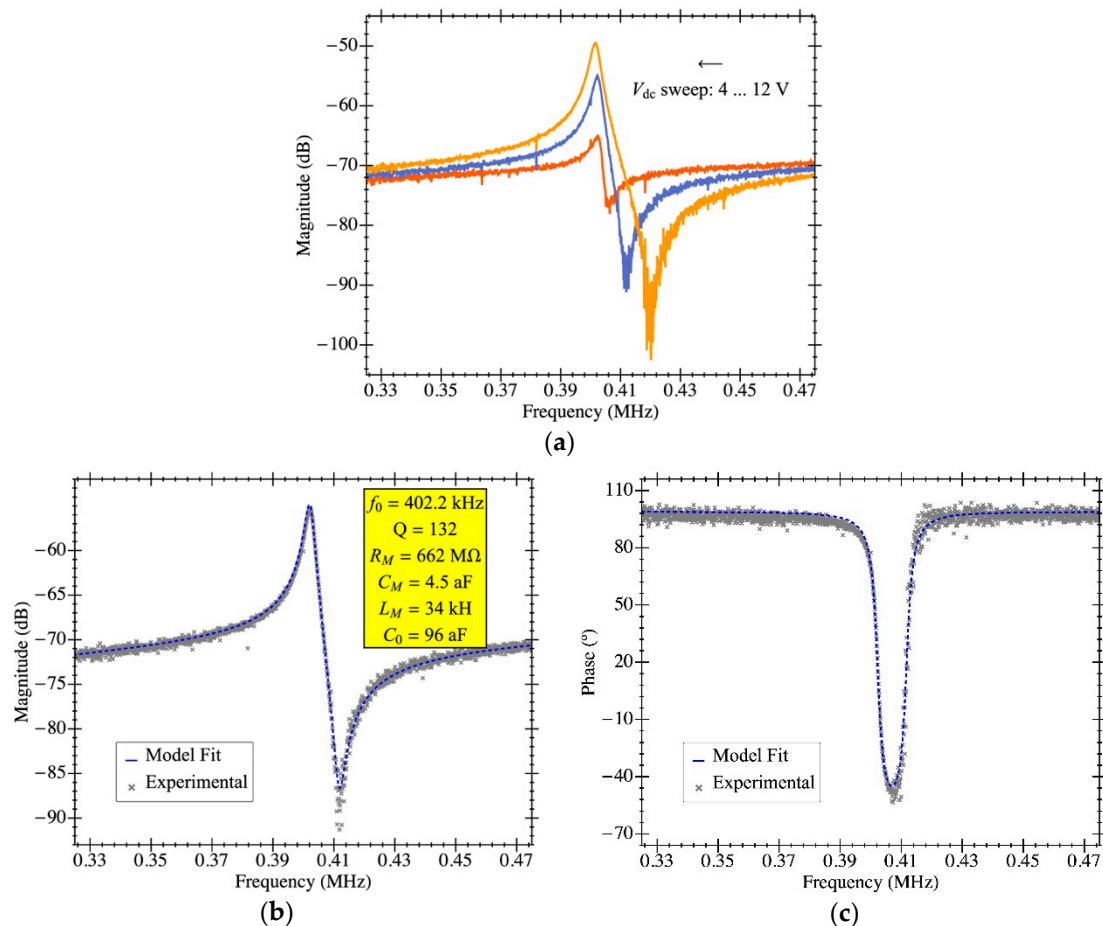 −50
−60
−70
−80
−90
−100
Magnitude (dB)
←
V_dc sweep: 4 ... 12 V
0.33 0.35 0.37 0.39 0.41 0.43 0.45 0.47
Frequency (MHz)
(a)
−60
−65
−70
−75
−80
−85
−90
Magnitude (dB)
f_0 = 402.2 kHz
Q = 132
R_M = 662 MΩ
C_M = 4.5 aF
L_M = 34 kH
C_0 = 96 aF
Model Fit
Experimental
0.33 0.35 0.37 0.39 0.41 0.43 0.45 0.47
Frequency (MHz)
(b)
110
80
50
20
−10
−40
−70
Phase (°)
Model Fit
Experimental
0.33 0.35 0.37 0.39 0.41 0.43 0.45 0.47
Frequency (MHz)
(c)